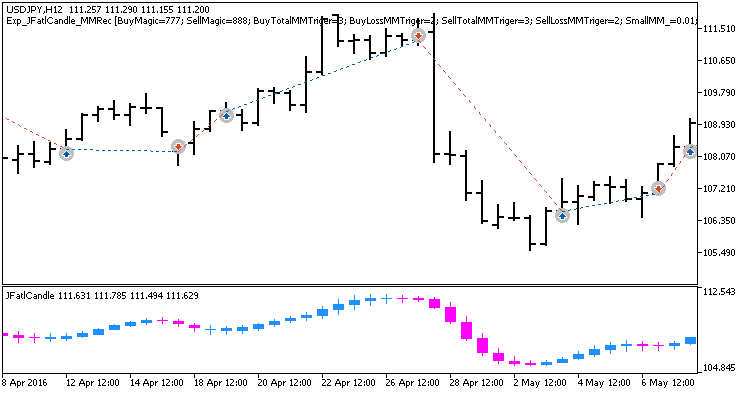 USDJPY,H12 111.257 111.290 111.155 111.200
Exp_JFatlCandle_MMRec [BuyMagic=777; SellMagic=888; BuyTotalMMTriger=3; BuyLossMMTriger=2; SellTotalMMTriger=3; SellLossMMTriger=2; SmallMM_=0.01;
111.510
110.650
109.790
108.930
108.070
107.210
106.350
105.490
JFatlCandle 111.631 111.785 111.494 111.629
112.543
104.845
8 Apr 2016 12 Apr 12:00 14 Apr 12:00 18 Apr 12:00 20 Apr 12:00 22 Apr 12:00 26 Apr 12:00 28 Apr 12:00 2 May 12:00 4 May 12:00 6 May 12:00